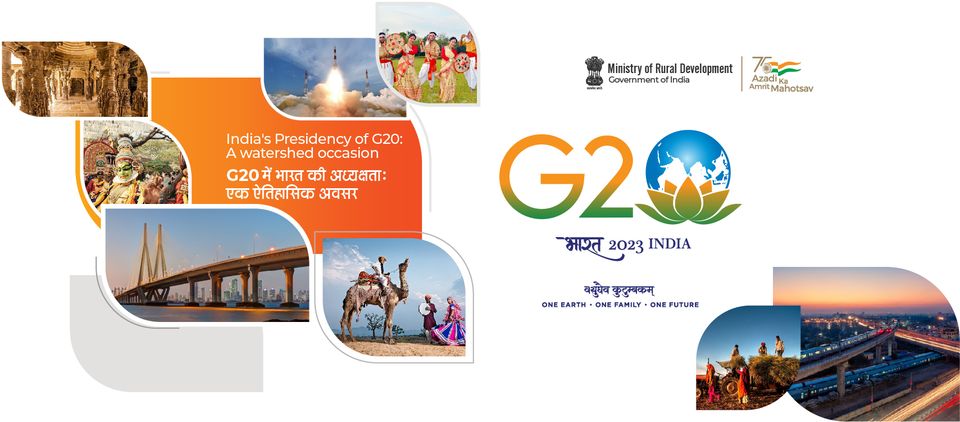 India's Presidency of G20:
A watershed occasion
G20 में भारत की अध्यक्षता:
एक ऐतिहासिक अवसर
Ministry of Rural Development
Government of India
Azadi Ka
Amrit Mahotsav
G20
भारत 2023 INDIA
वसुधैव कुटुम्बकम्
ONE EARTH • ONE FAMILY • ONE FUTURE